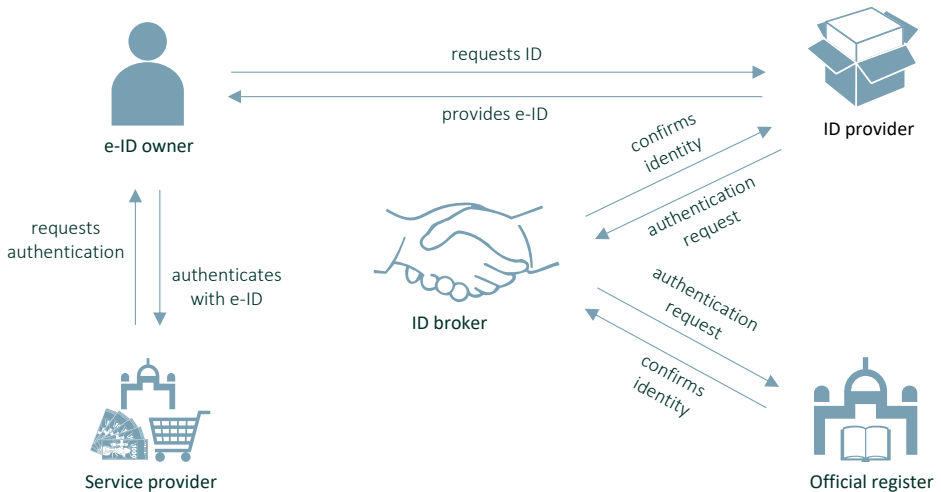 requests ID
provides e-ID
e-ID owner
ID provider
confirms
identity
authentication
request
requests
authentication
authenticates
with e-ID
ID broker
authentication
request
confirms
identity
Service provider
Official register